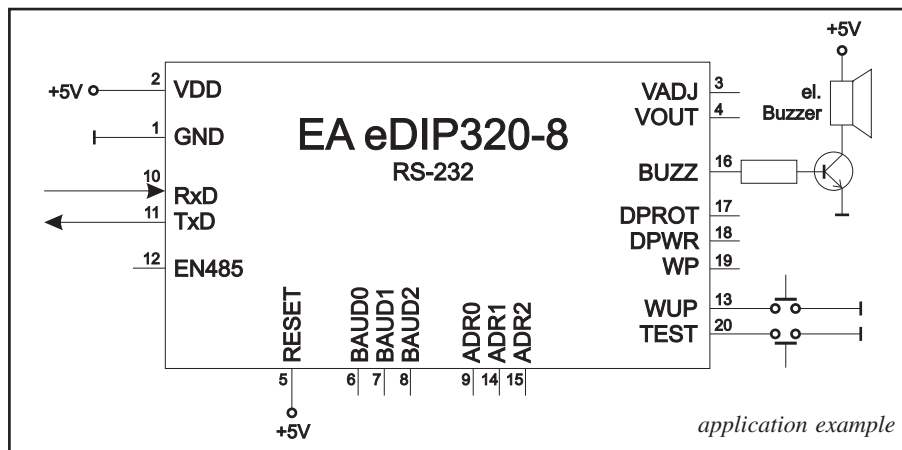 +5V
2
VDD
+5V
1
GND
10
RxD
11
TxD
12
EN485
EA eDIP320-8
RS-232
VADJ
3
VOUT
4
el.
Buzzer
BUZZ
16
DPROT
17
DPWR
18
WP
19
WUP
13
TEST
20
RESET
BAUD0
BAUD1
BAUD2
ADR0
ADR1
ADR2
5
6
7
8
9
14
15
+5V
application example